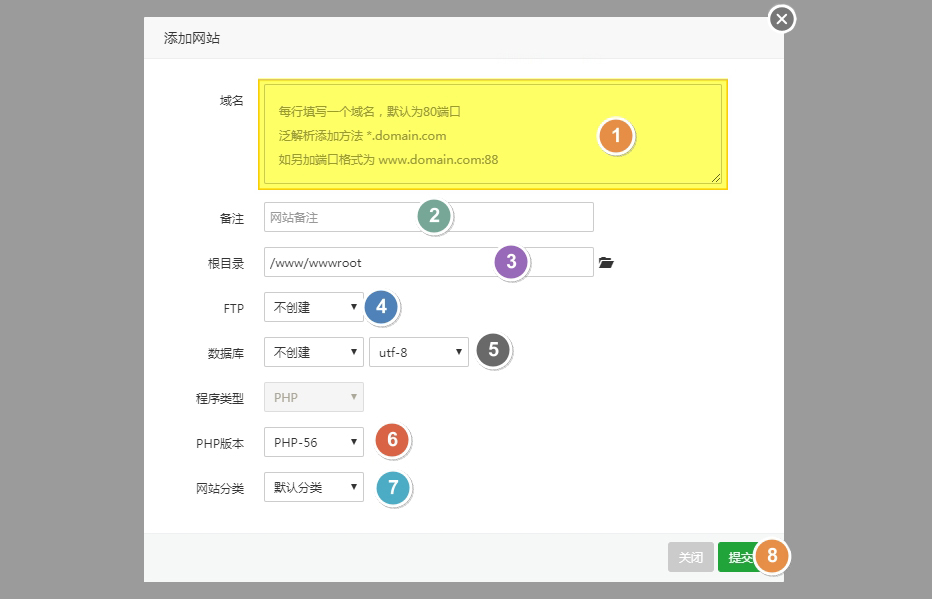 添加网站
域名
每行填写一个域名，默认为80端口
泛解析添加方法 *.domain.com
如另加端口格式为 www.domain.com:88
1
备注 网站备注 2
根目录 /www/wwwroot 3
FTP 不创建 4
数据库 不创建 utf-8 5
程序类型 PHP
PHP版本 PHP-56 6
网站分类 默认分类 7
关闭 提交 8